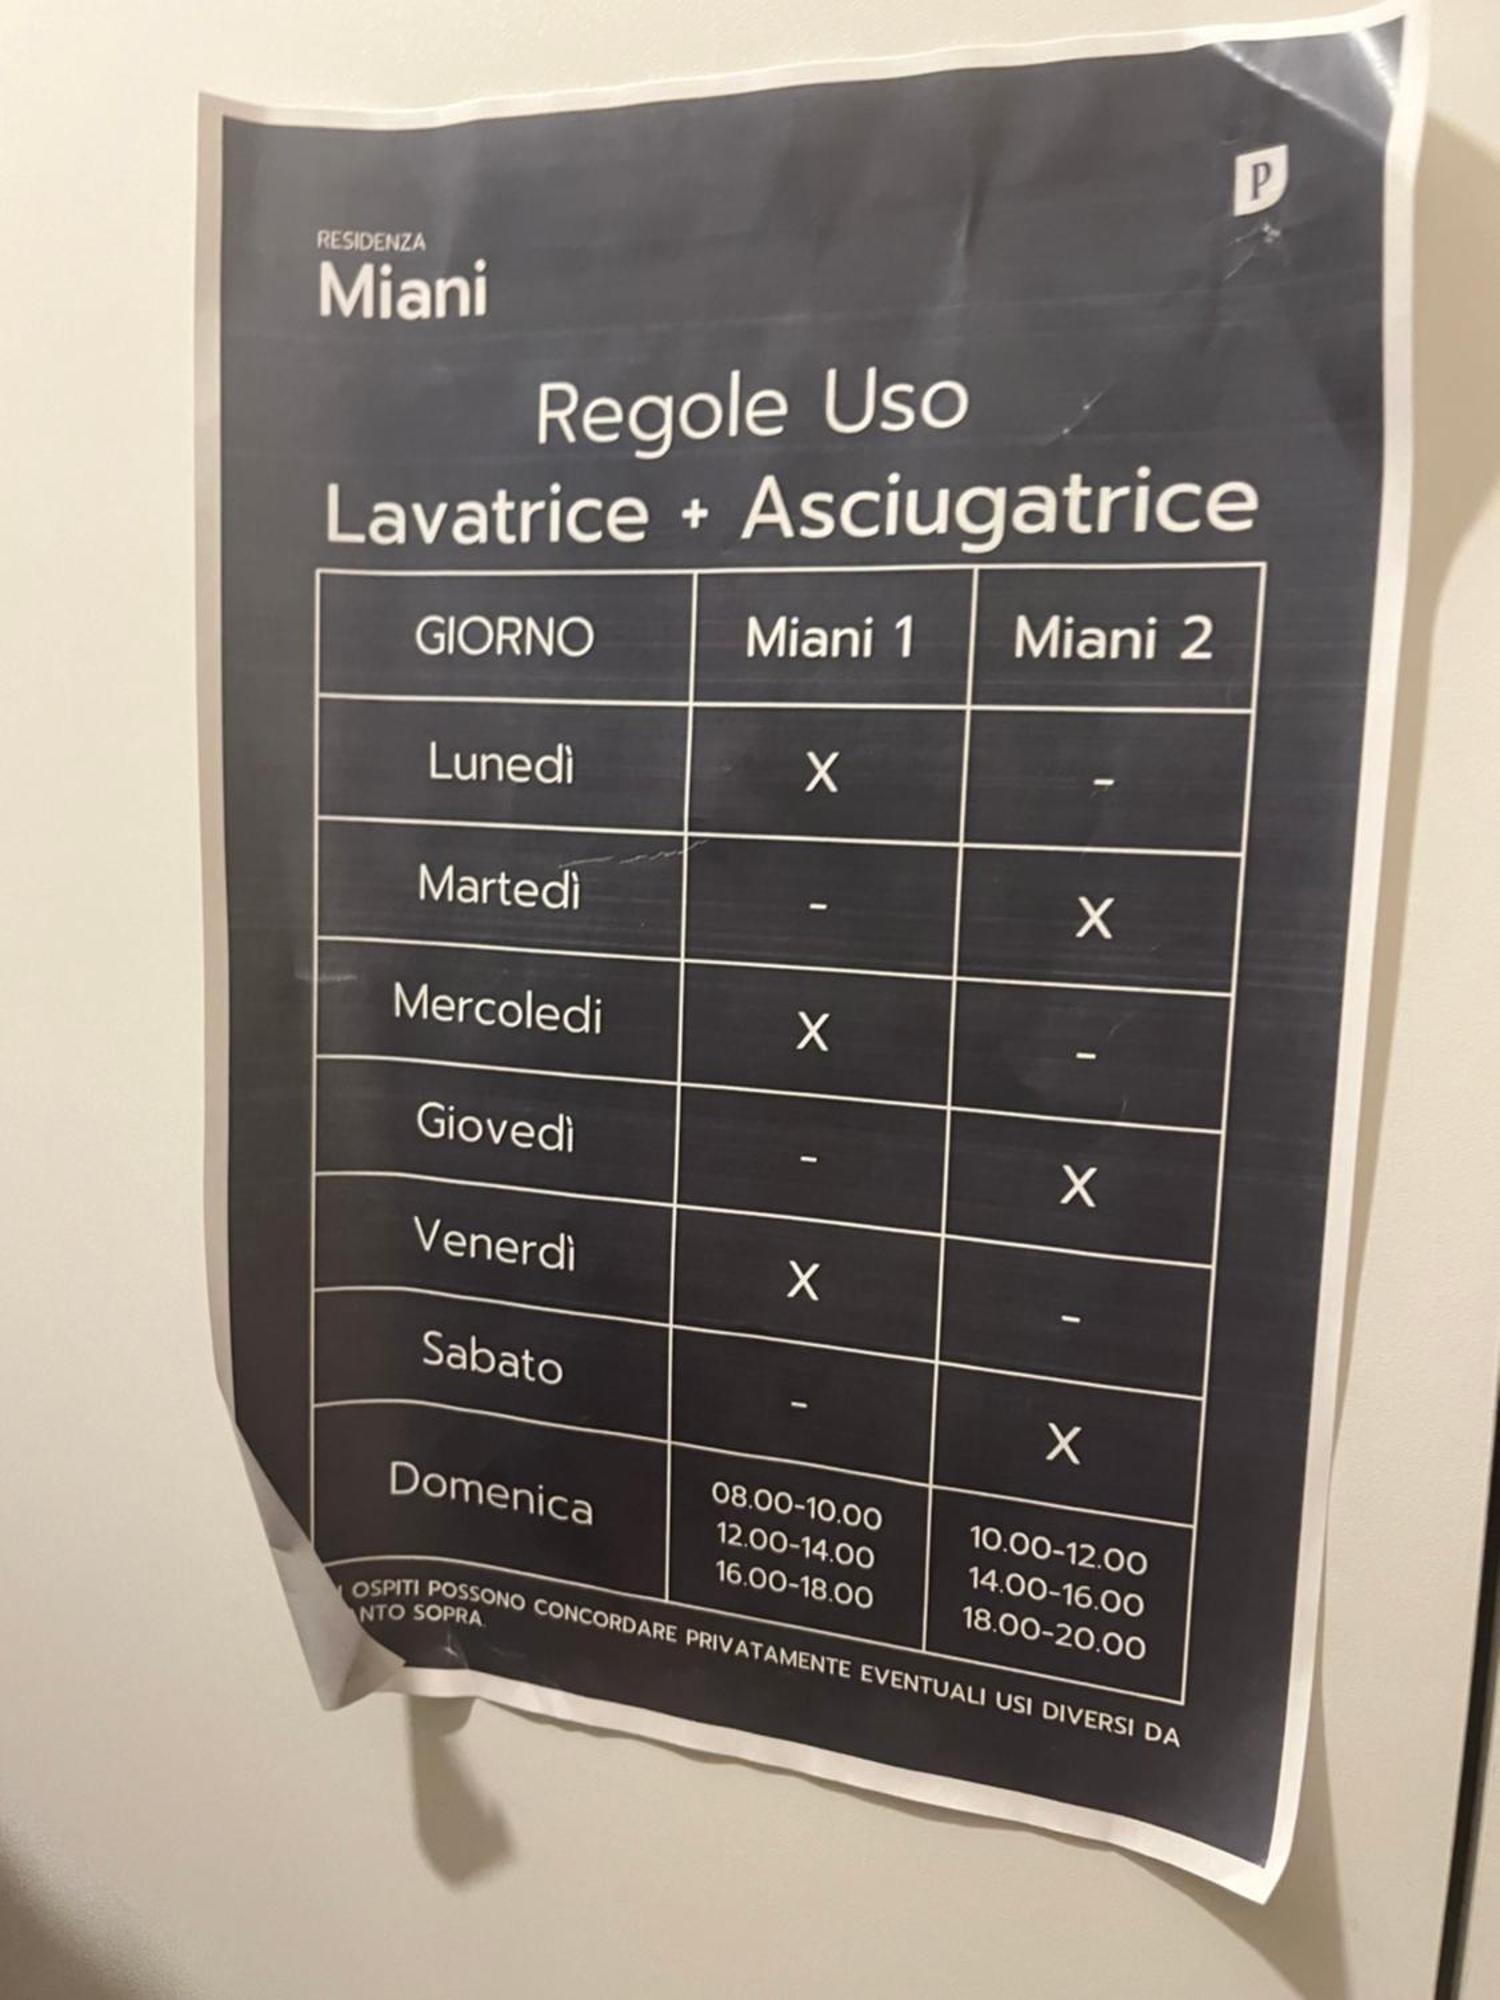 P
RESIDENZA
Miani
Regole Uso
Lavatrice + Asciugatrice
GIORNO Miani 1 Miani 2
Lunedì X -
Martedì - X
Mercoledi X -
Giovedì - X
Venerdì X -
Sabato - X
Domenica
08.00-10.00 10.00-12.00
12.00-14.00 14.00-16.00
16.00-18.00 18.00-20.00
OSPITI POSSONO CONCORDARE PRIVATAMENTE EVENTUALI USI DIVERSI DA
SOPRA.